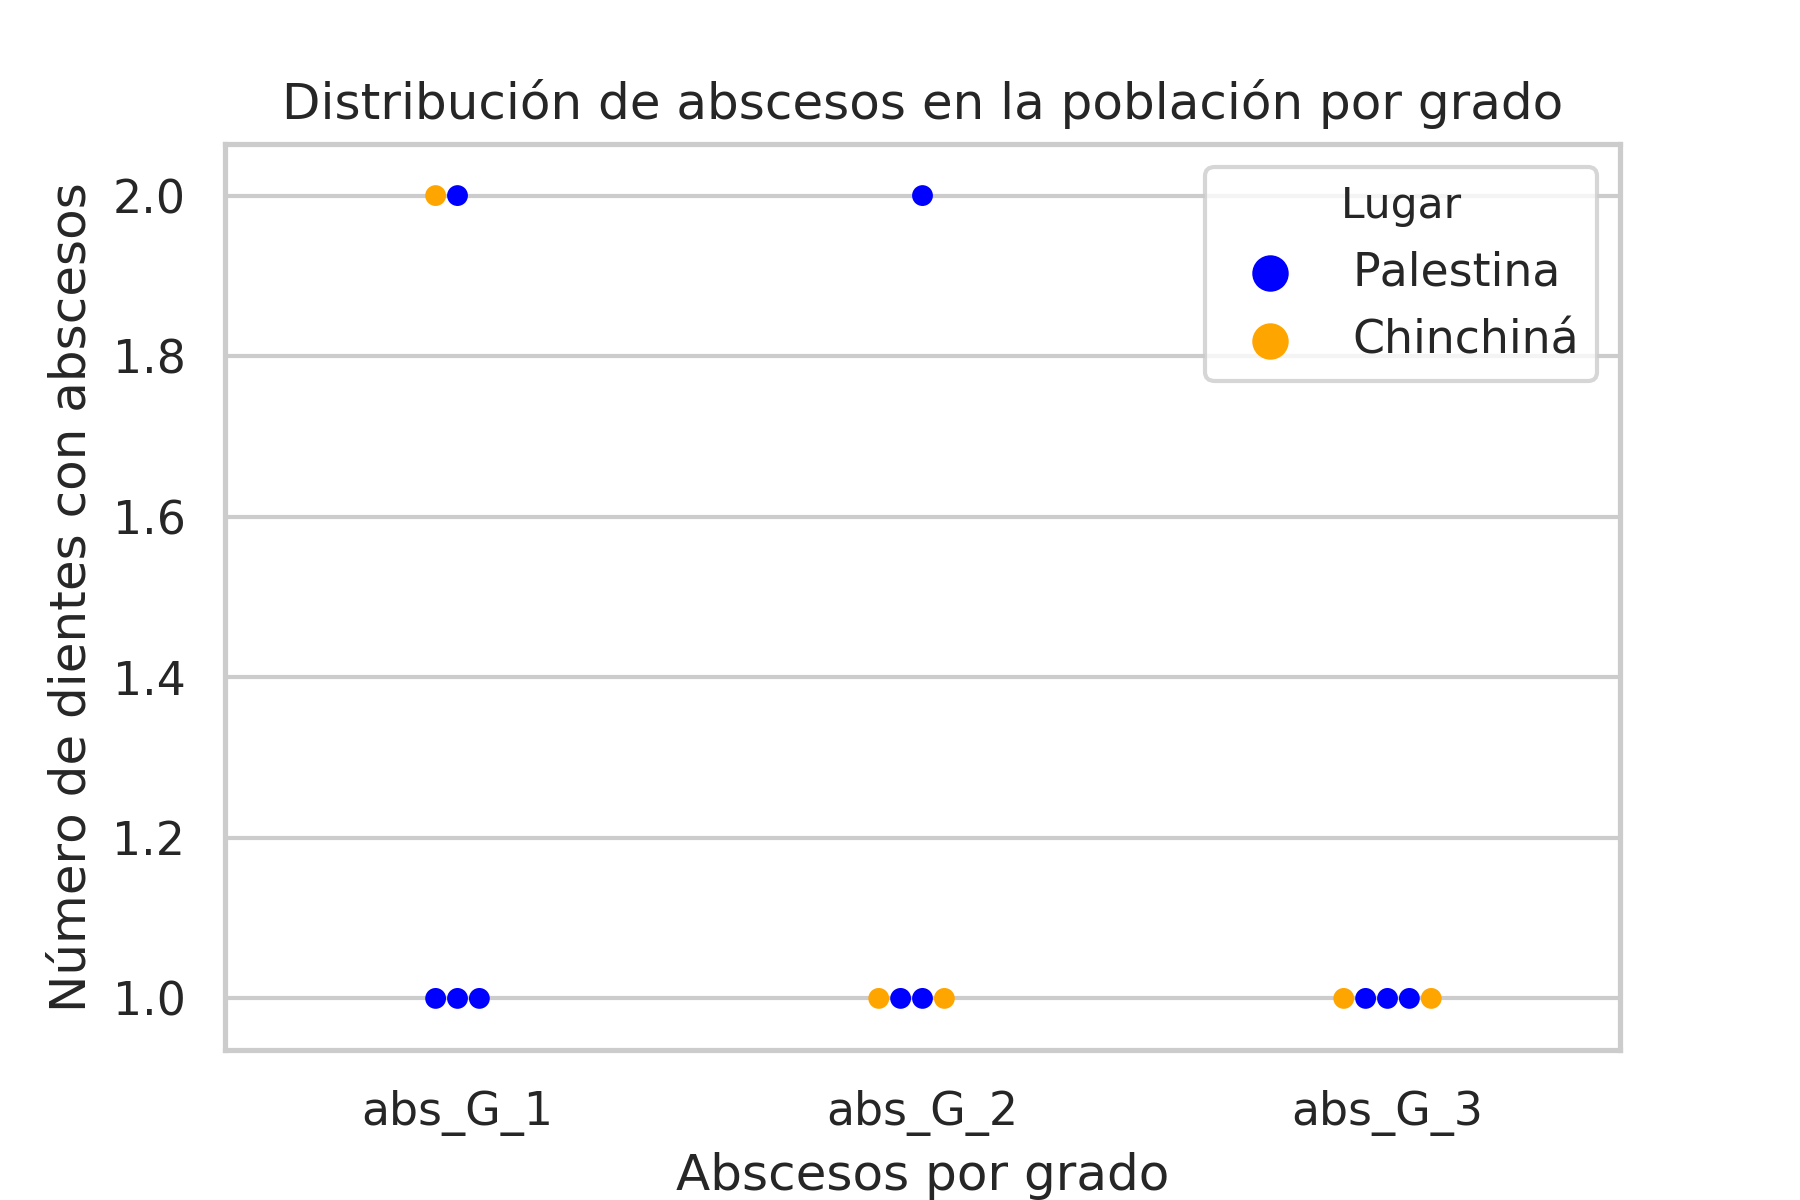 Distribución de abscesos en la población por grado
Número de dientes con abscesos
2.0
1.8
1.6
1.4
1.2
1.0
Lugar
Palestina
Chinchiná
abs_G_1
abs_G_2
abs_G_3
Abscesos por grado